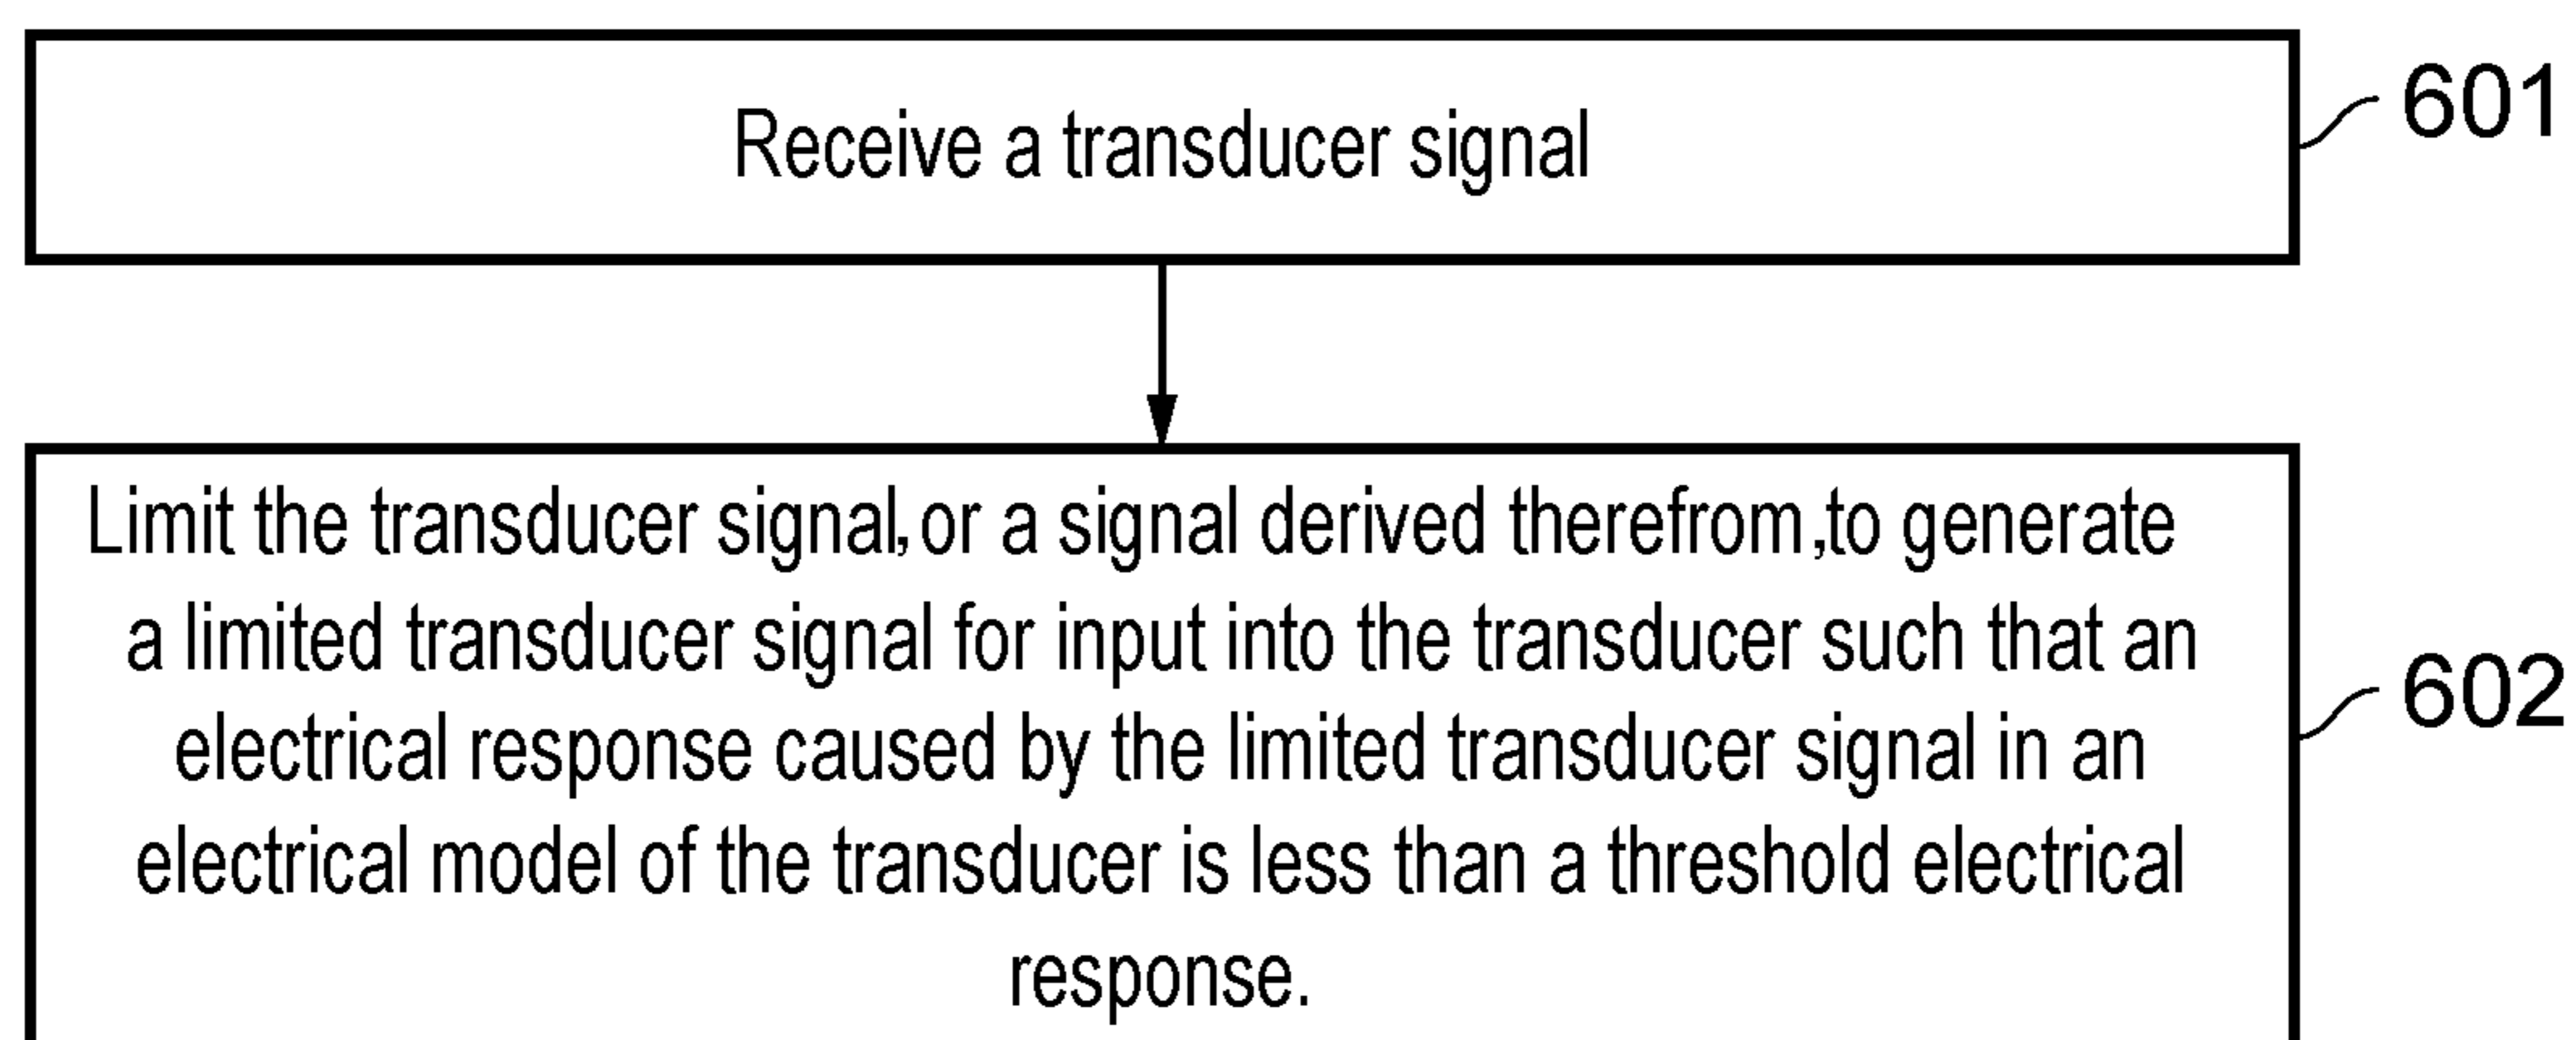 Receive a transducer signal
601
Limit the transducer signal, or a signal derived therefrom ,to generate
a limited transducer signal for input into the transducer such that an
electrical response caused by the limited transducer signal in an
electrical model of the transducer is less than a threshold electrical
response.
602